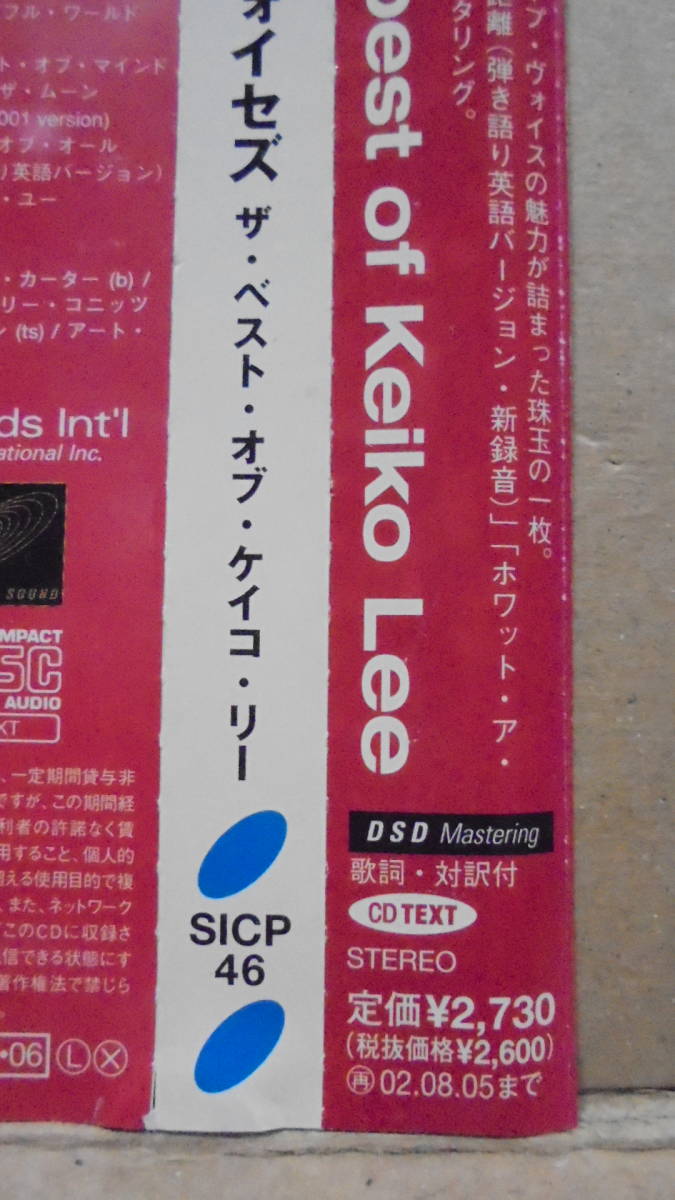 フル・ワールド
ト・オブ・マインド
ザ・ムーン
001 version)
オブ・オール
り英語バージョン)
・ユー
・カーター (b) /
リー・コニッツ
(ts) / アート・
ds Int'l
ational Inc.
SOUND
COMPACT
DISC
AUDIO
XT
、一定期間貸与非
ですが、この期間経
利者の許諾なく賃
用すること、個人的
超える使用目的で複
、また、ネットワーク
てこのCDに収録さ
信できる状態にす
著作権法で禁じら
•06 L X
ォイセズ ザ・ベスト・オブ・ケイコ・リー
SICP
46
best of Keiko Lee
プ・ヴォイスの魅力が詰まった珠玉の一枚。
距離(弾き語り英語バージョン・新録音)」「ホワット・ア・
タリング。
DSD Mastering
歌詞・対訳付
CD TEXT
STEREO
定価¥2,730
(税抜価格¥2,600)
再02.08.05まで